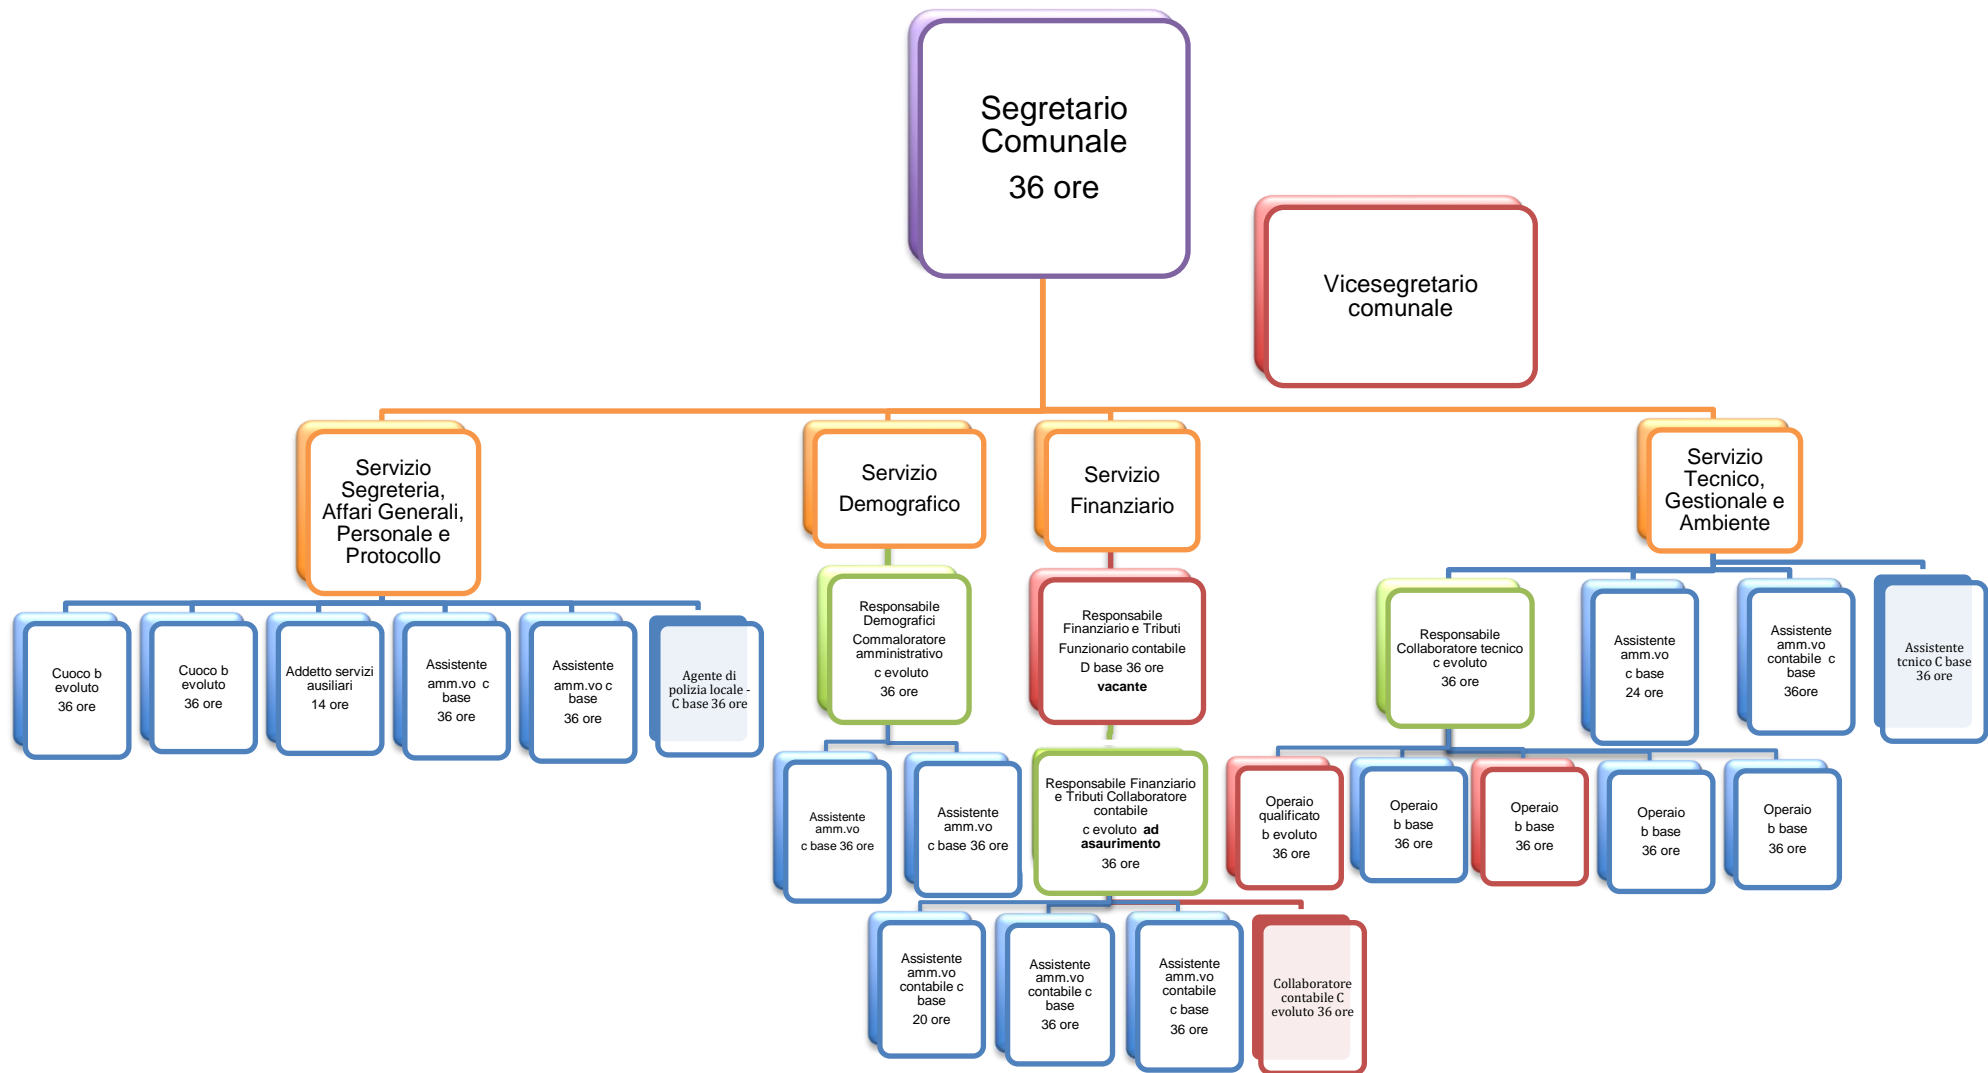 Segretario
Comunale
36 ore
Vicesegretario
comunale
Servizio
Segreteria,
Affari Generali,
Personale e
Protocollo
Servizio
Demografico
Servizio
Finanziario
Servizio
Tecnico,
Gestionale e
Ambiente
Cuoco b
evoluto
36 ore
Cuoco b
evoluto
36 ore
Addetto servizi
ausiliari
14 ore
Assistente
amm.vo c
base
36 ore
Assistente
amm.vo c
base
36 ore
Agente di
polizia locale -
C base 36 ore
Responsabile
Demografici
Commaloratore
amministrativo
c evoluto
36 ore
Assistente
amm.vo
c base 36 ore
Assistente
amm.vo
c base 36 ore
Responsabile
Finanziario e Tributi
Funzionario contabile
D base 36 ore
vacante
Responsabile Finanziario
e Tributi Collaboratore
contabile
c evoluto ad
asaurimento
36 ore
Assistente
amm.vo
contabile c
base
20 ore
Assistente
amm.vo
contabile c
base
36 ore
Assistente
amm.vo
contabile
c base
36 ore
Collaboratore
contabile C
evoluto 36 ore
Responsabile
Collaboratore tecnico
c evoluto
36 ore
Assistente
amm.vo
c base
24 ore
Assistente
amm.vo
contabile c
base
36ore
Assistente
tcnico C base
36 ore
Operaio
qualificato
b evoluto
36 ore
Operaio
b base
36 ore
Operaio
b base
36 ore
Operaio
b base
36 ore
Operaio
b base
36 ore